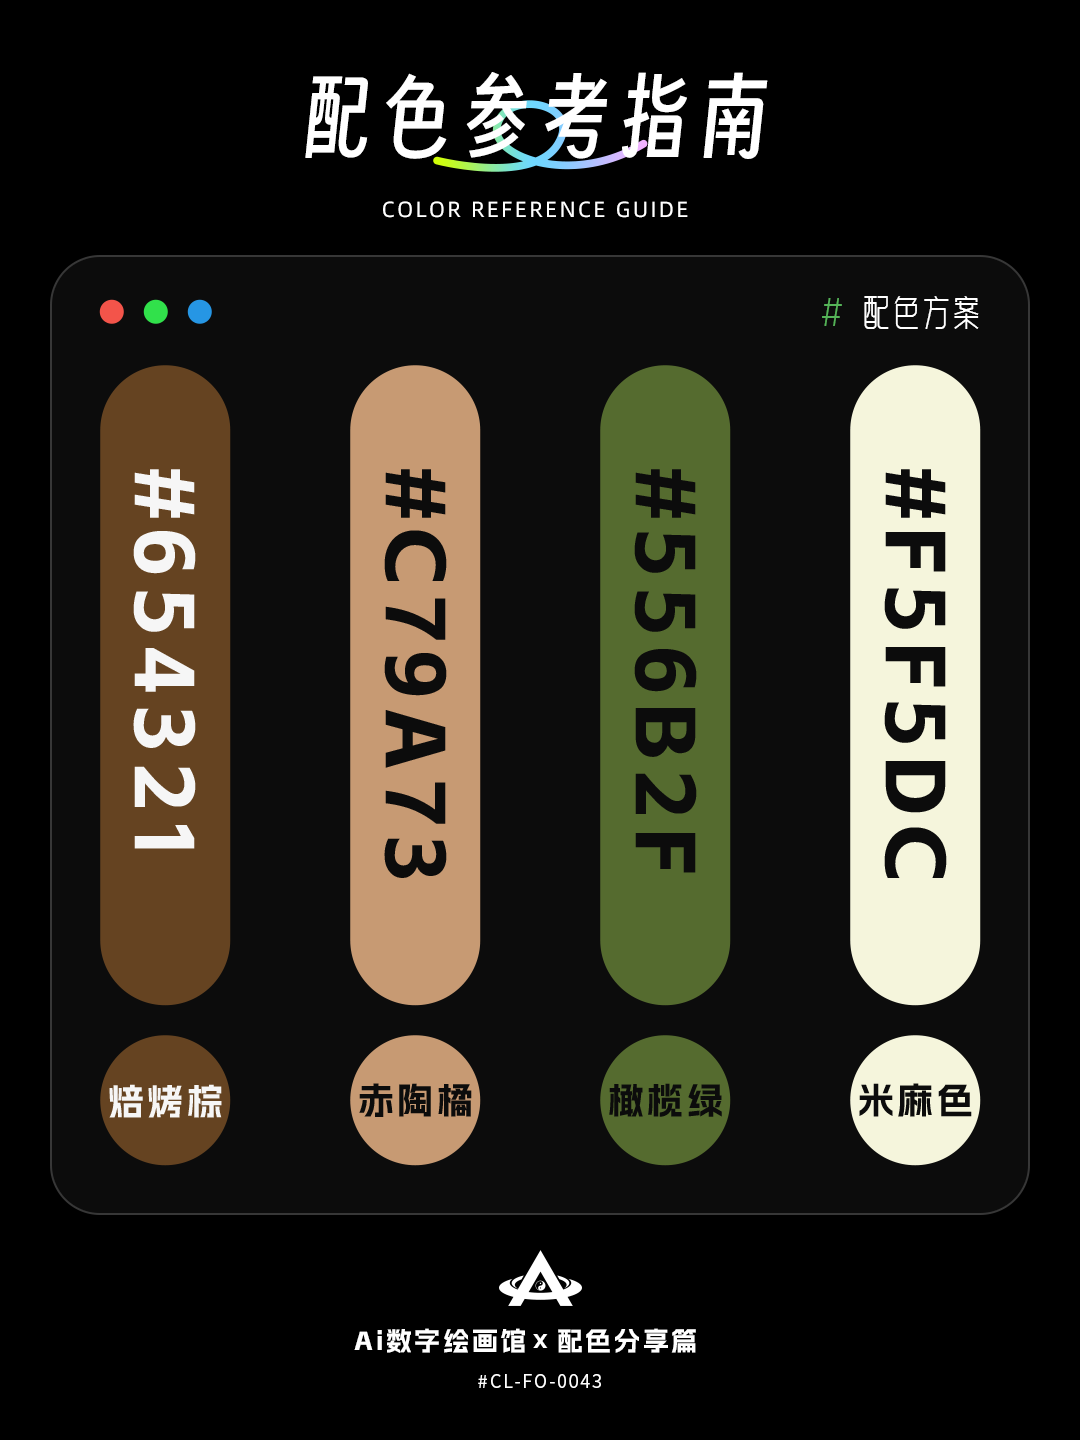 配色参考指南
COLOR REFERENCE GUIDE
# 配色方案
#654321
#C79A73
#556B2F
#F5F5DC
焙烤棕
赤陶橘
橄榄绿
米麻色
Ai数字绘画馆 x 配色分享篇
#CL-FO-0043